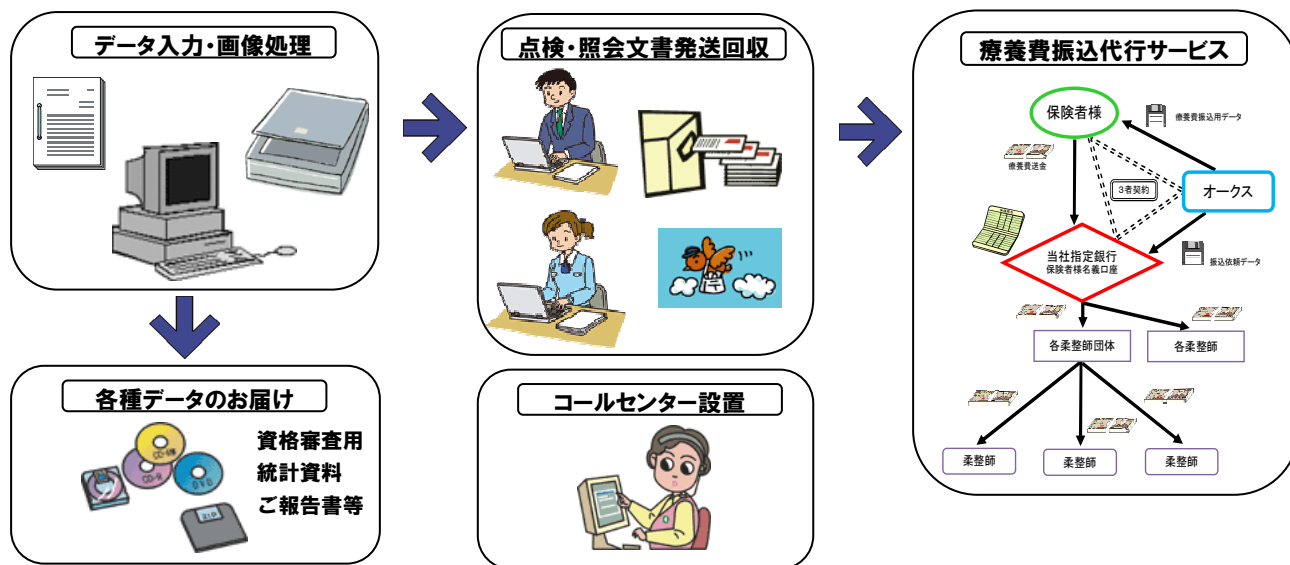 データ入力・画像処理
点検・照会文書発送回収
療養費振込代行サービス
保険者様
療養費振込用データ
療養費送金
3者契約
オークス
当社指定銀行
保険者様名義口座
振込依頼データ
各柔整師団体
各柔整師
柔整師
柔整師
柔整師
各種データのお届け
CD-RW
CD-R
DVD
ZIP
資格審査用
統計資料
ご報告書等
コールセンター設置